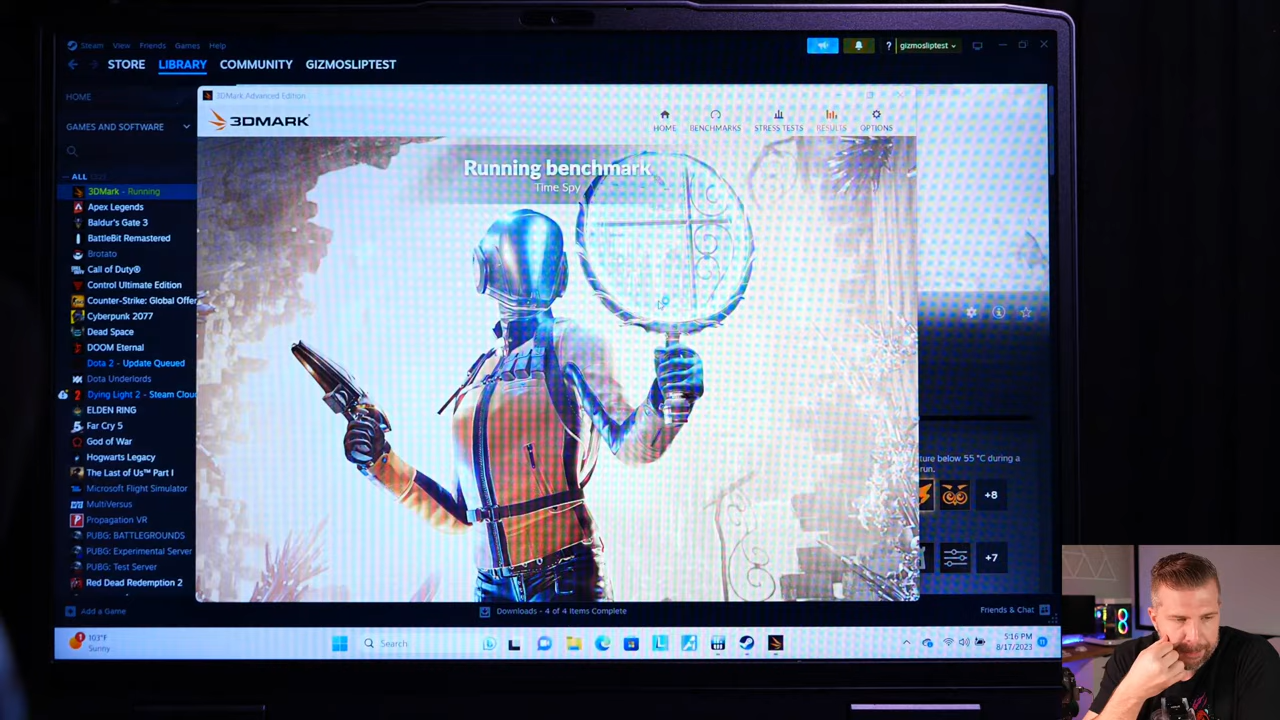 Steam View Friends Games Help
? gizmosliptest
STORE LIBRARY COMMUNITY GIZMOSLIPTEST
HOME
GAMES AND SOFTWARE
ALL
3DMark - Running
Apex Legends
Baldur's Gate 3
BattleBit Remastered
Brotato
Call of Duty®
Control Ultimate Edition
Counter-Strike: Global Offen
Cyberpunk 2077
Dead Space
DOOM Eternal
Dota 2 - Update Queued
Dota Underlords
Dying Light 2 - Steam Clou
ELDEN RING
Far Cry 5
God of War
Hogwarts Legacy
The Last of Us™ Part I
Microsoft Flight Simulator
MultiVersus
Propagation VR
PUBG: BATTLEGROUNDS
PUBG: Experimental Server
PUBG: Test Server
Red Dead Redemption 2
Add a Game
3DMark Advanced Edition
3DMARK
HOME BENCHMARKS STRESS TESTS RESULTS OPTIONS
Running benchmark
Time Spy
ture below 55 °C during a
run.
+8
+7
Downloads - 4 of 4 Items Complete
Friends & Chat
1
103°F
Sunny
Search
5:16 PM
8/17/2023
11